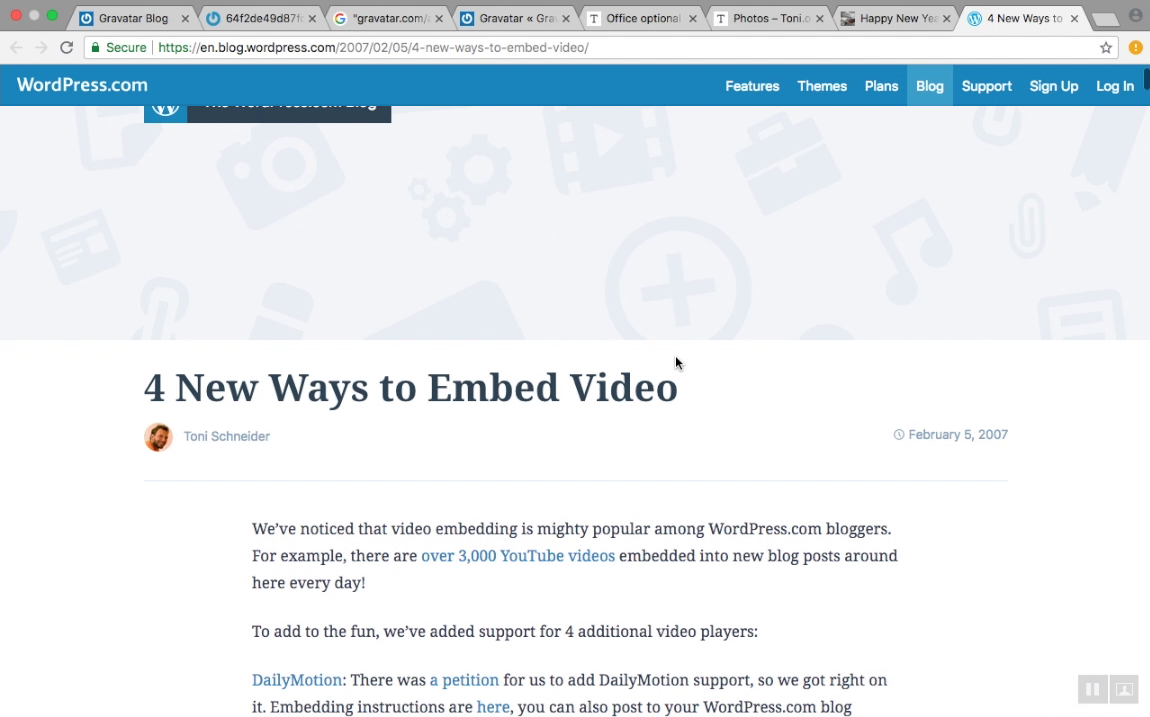 Gravatar Blog
64f2de49d87f
"gravatar.com/a
Gravatar « Gra
Office optional
Photos – Toni.o
Happy New Yea
4 New Ways to
Secure
https://en.blog.wordpress.com/2007/02/05/4-new-ways-to-embed-video/
WordPress.com
Features Themes Plans Blog Support Sign Up Log In
The WordPress.com Blog
4 New Ways to Embed Video
Toni Schneider
February 5, 2007
We've noticed that video embedding is mighty popular among WordPress.com bloggers.
For example, there are over 3,000 YouTube videos embedded into new blog posts around
here every day!
To add to the fun, we've added support for 4 additional video players:
DailyMotion: There was a petition for us to add DailyMotion support, so we got right on
it. Embedding instructions are here, you can also post to your WordPress.com blog